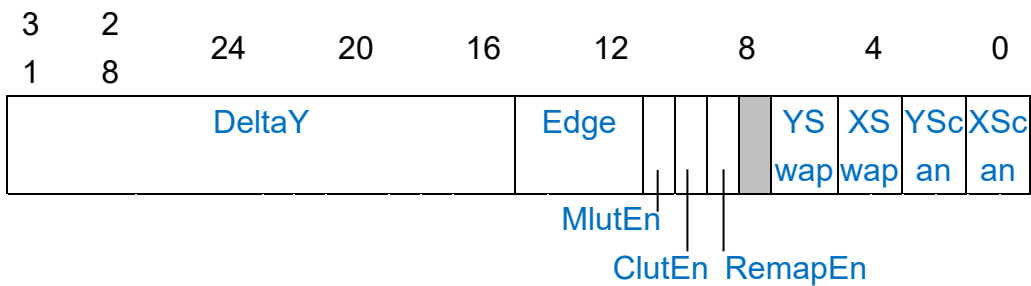 3 2
24 20 16 12 8 4 0
1 8
DeltaY Edge YS XS YSc XSc
wap wap an an
MlutEn
ClutEn RemapEn